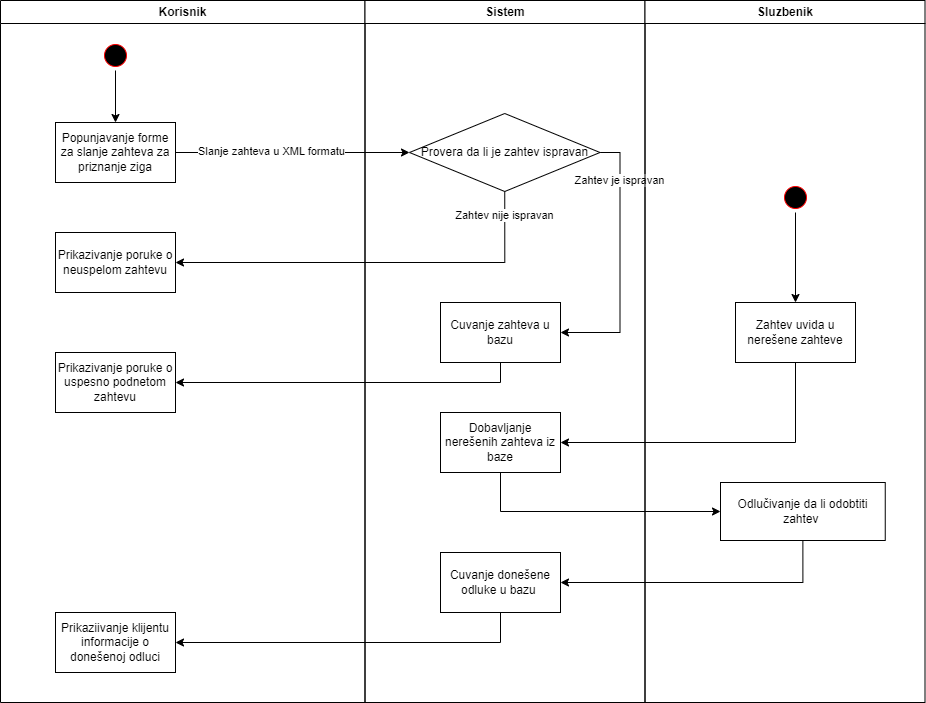 Korisnik
Sistem
Sluzbenik
Popunjavanje forme
za slanje zahteva za
priznanje ziga
Slanje zahteva u XML formatu
Provera da li je zahtev ispravan
Zahtev je ispravan
Zahtev nije ispravan
Prikazivanje poruke o
neuspelom zahtevu
Cuvanje zahteva u
bazu
Zahtev uvida u
nerešene zahteve
Prikazivanje poruke o
uspesno podnetom
zahtevu
Dobavljanje
nerešenih zahteva iz
baze
Odlučivanje da li odobtiti
zahtev
Cuvanje donešene
odluke u bazu
Prikaziivanje klijentu
informacije o
donešenoj odluci